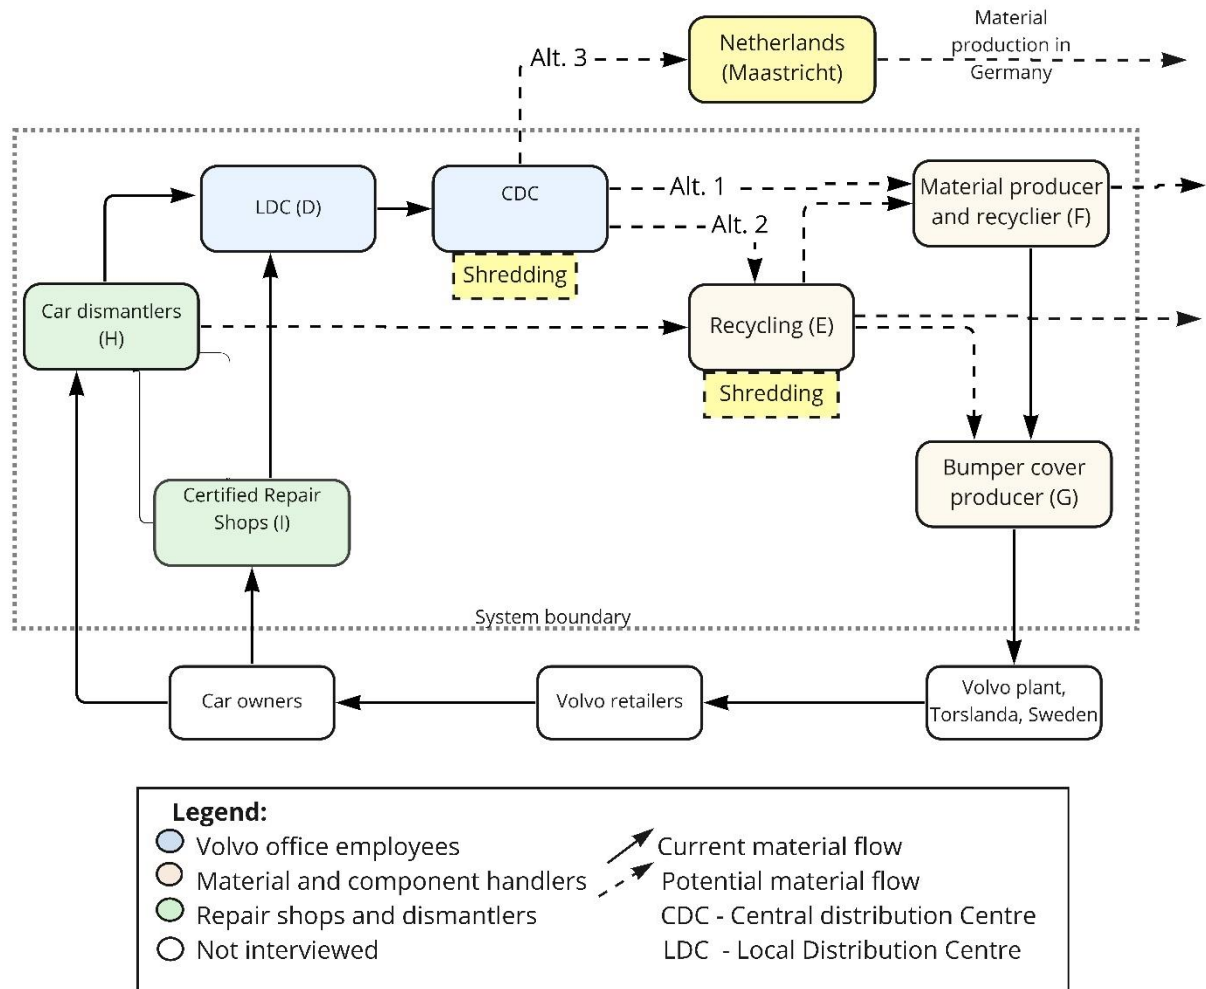 Netherlands
(Maastricht)
Material
production in
Germany
Alt. 3
LDC (D)
CDC
Shredding
Alt. 1
Alt. 2
Material producer
and recyclier (F)
Car dismantlers
(H)
Recycling (E)
Shredding
Certified Repair
Shops (I)
Bumper cover
producer (G)
System boundary
Car owners
Volvo retailers
Volvo plant,
Torslanda, Sweden
Legend:
Volvo office employees
Material and component handlers
Repair shops and dismantlers
Not interviewed
Current material flow
Potential material flow
CDC - Central distribution Centre
LDC - Local Distribution Centre